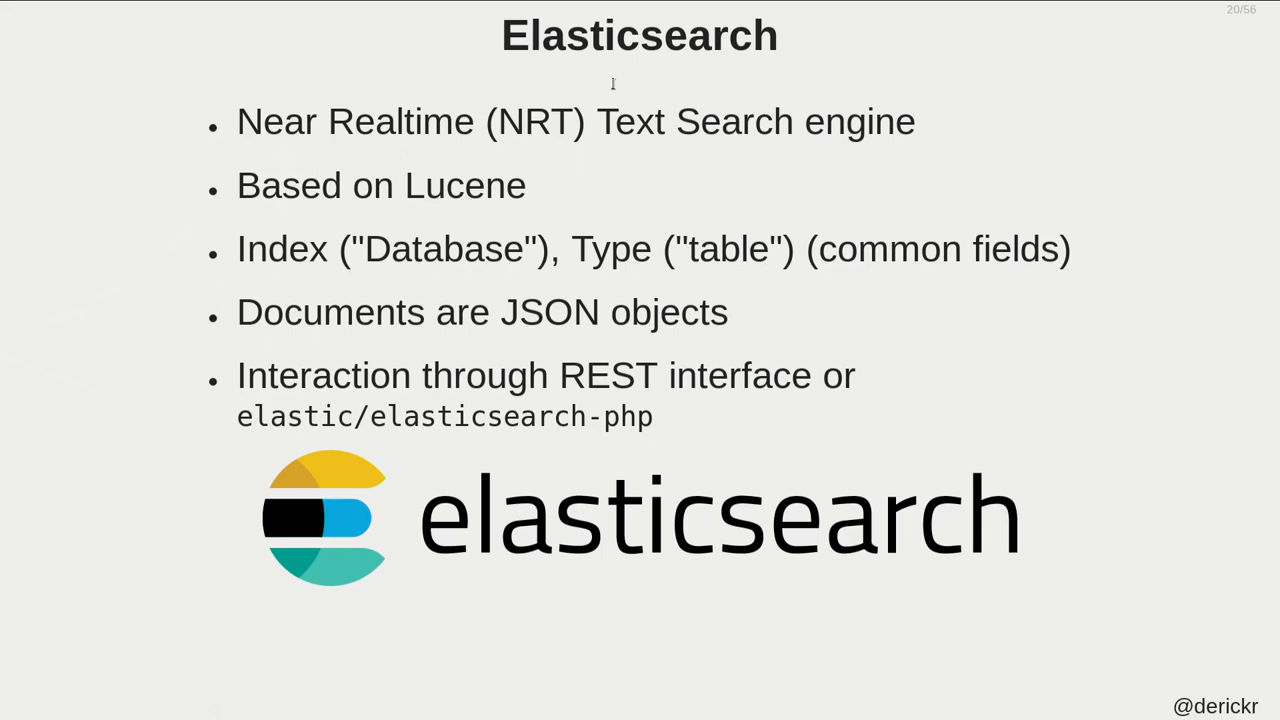 20/56
Elasticsearch
• Near Realtime (NRT) Text Search engine
• Based on Lucene
• Index ("Database"), Type ("table") (common fields)
• Documents are JSON objects
• Interaction through REST interface or
elastic/elasticsearch-php
elasticsearch
@derickr